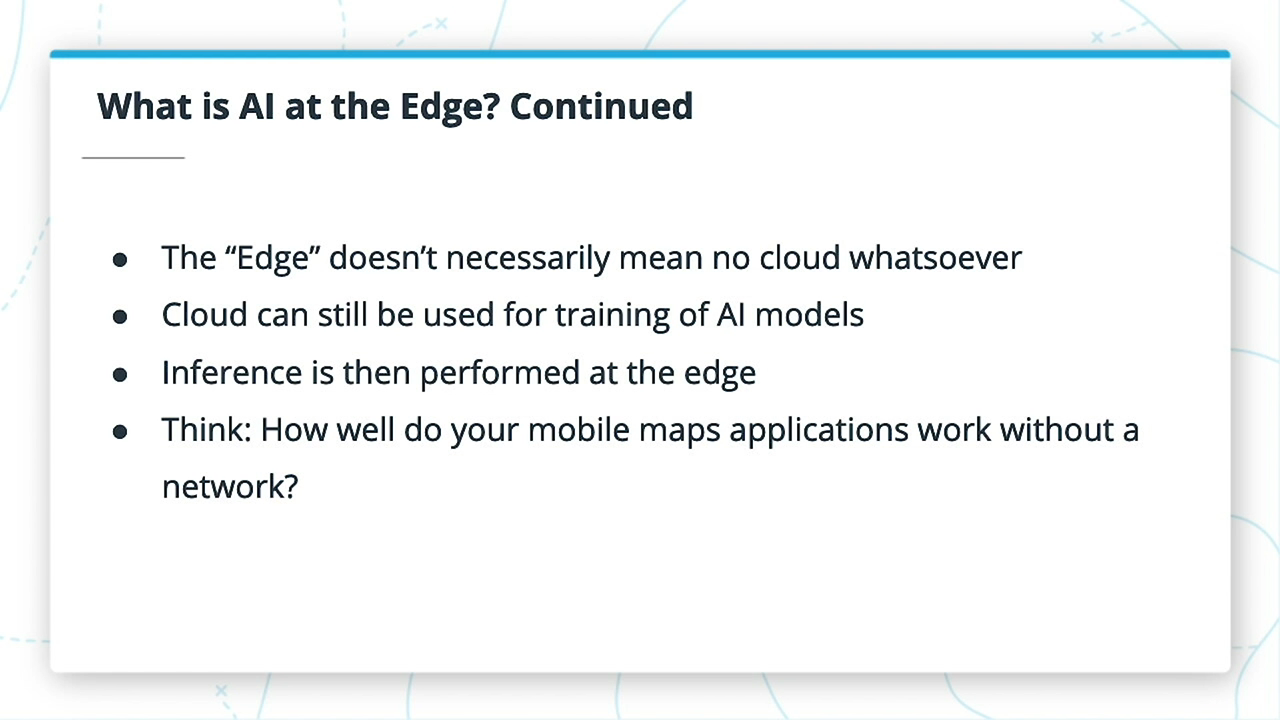 What is AI at the Edge? Continued
● The “Edge” doesn’t necessarily mean no cloud whatsoever
● Cloud can still be used for training of AI models
● Inference is then performed at the edge
● Think: How well do your mobile maps applications work without a
network?